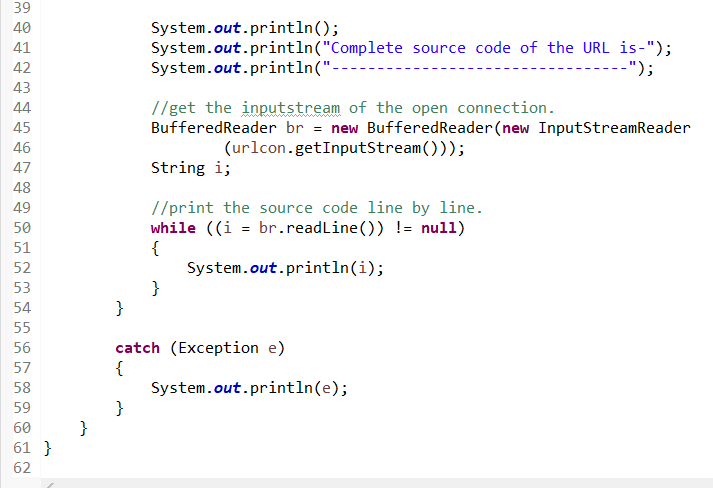 39
40 System.out.println();
41 System.out.println("Complete source code of the URL is-");
42 System.out.println("---------------------------------");
43
44 //get the inputstream of the open connection.
45 BufferedReader br = new BufferedReader(new InputStreamReader
46 (urlcon.getInputStream()));
47 String i;
48
49 //print the source code line by line.
50 while ((i = br.readLine()) != null)
51 {
52 System.out.println(i);
53 }
54 }
55
56 catch (Exception e)
57 {
58 System.out.println(e);
59 }
60 }
61 }
62